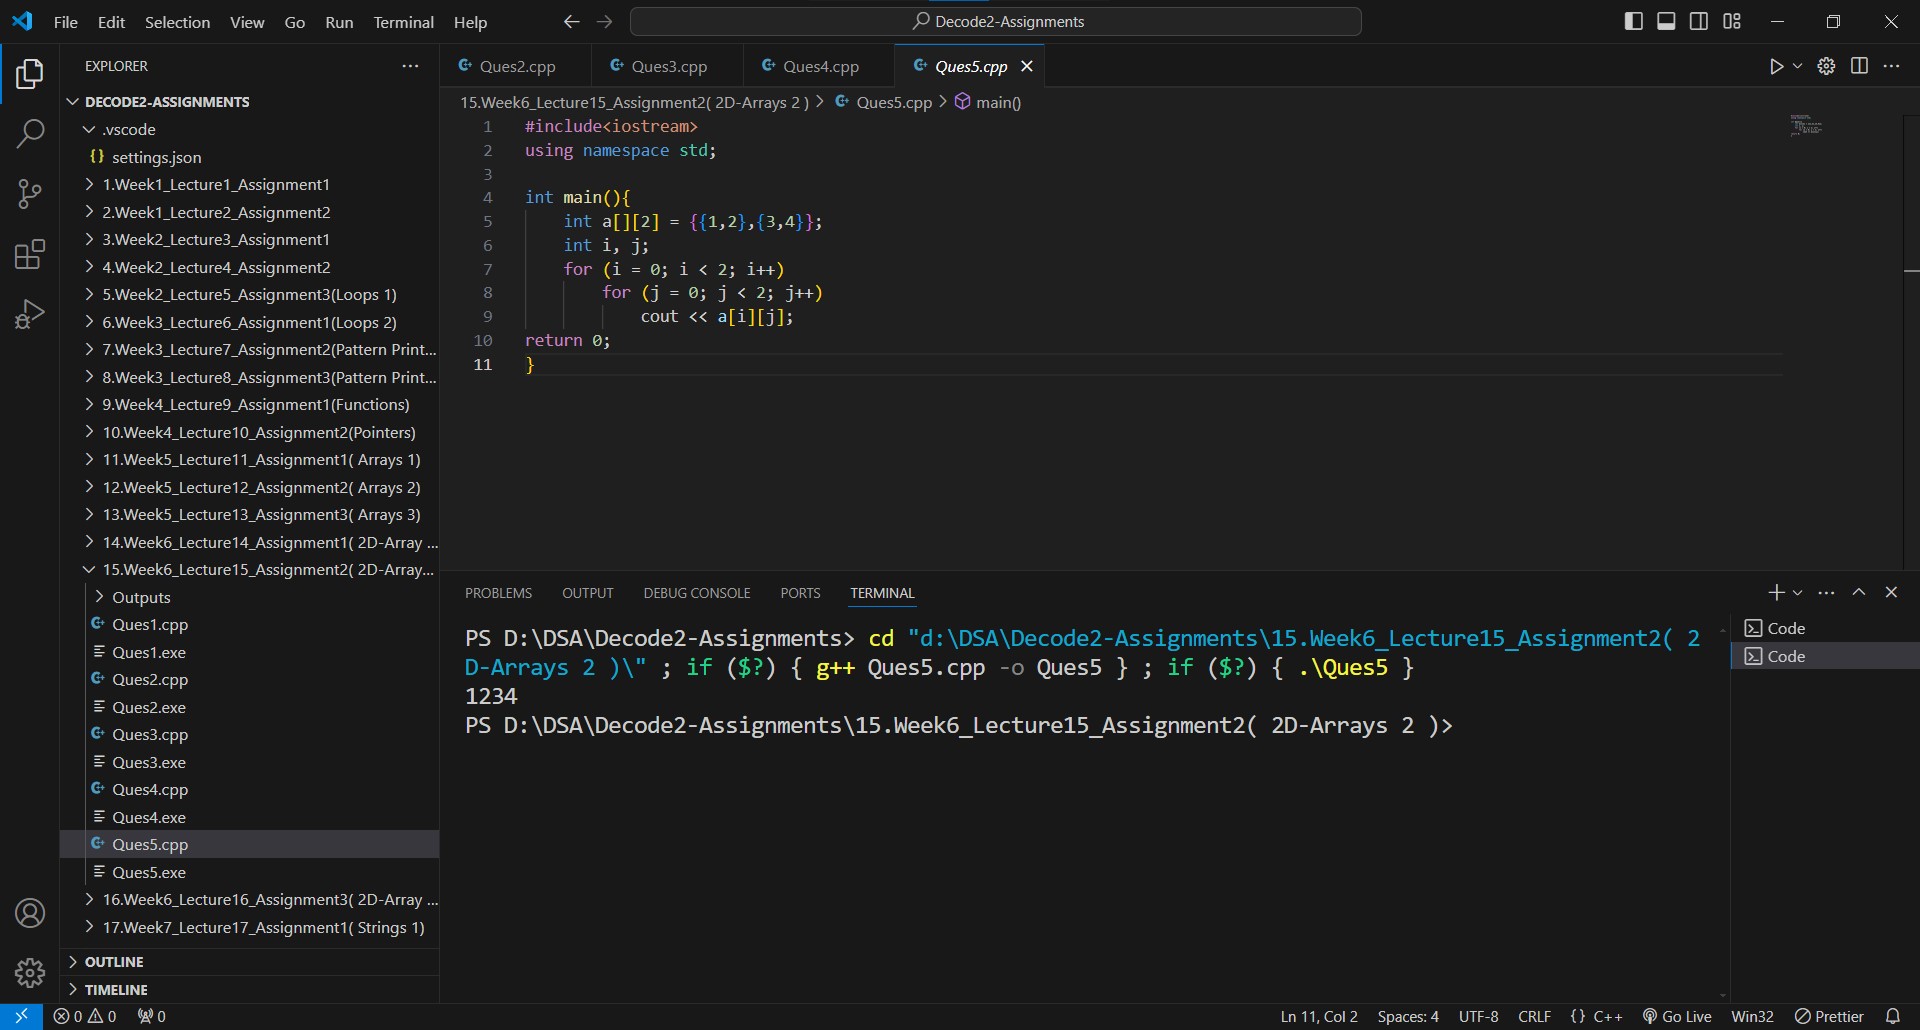 File Edit Selection View Go Run Terminal Help
Decode2-Assignments
EXPLORER
DECODE2-ASSIGNMENTS
.vscode
{} settings.json
1.Week1_Lecture1_Assignment1
2.Week1_Lecture2_Assignment2
3.Week2_Lecture3_Assignment1
4.Week2_Lecture4_Assignment2
5.Week2_Lecture5_Assignment3(Loops 1)
6.Week3_Lecture6_Assignment1(Loops 2)
7.Week3_Lecture7_Assignment2(Pattern Print...
8.Week3_Lecture8_Assignment3(Pattern Print...
9.Week4_Lecture9_Assignment1(Functions)
10.Week4_Lecture10_Assignment2(Pointers)
11.Week5_Lecture11_Assignment1( Arrays 1)
12.Week5_Lecture12_Assignment2( Arrays 2)
13.Week5_Lecture13_Assignment3( Arrays 3)
14.Week6_Lecture14_Assignment1( 2D-Array ...
15.Week6_Lecture15_Assignment2( 2D-Array...
Outputs
Ques1.cpp
Ques1.exe
Ques2.cpp
Ques2.exe
Ques3.cpp
Ques3.exe
Ques4.cpp
Ques4.exe
Ques5.cpp
Ques5.exe
16.Week6_Lecture16_Assignment3( 2D-Array ...
17.Week7_Lecture17_Assignment1( Strings 1)
OUTLINE
TIMELINE
Ques2.cpp Ques3.cpp Ques4.cpp Ques5.cpp
15.Week6_Lecture15_Assignment2( 2D-Arrays 2 ) > Ques5.cpp > main()
1 #include<iostream>
2 using namespace std;
3
4 int main(){
5 int a[][2] = {{1,2},{3,4}};
6 int i, j;
7 for (i = 0; i < 2; i++)
8 for (j = 0; j < 2; j++)
9 cout << a[i][j];
10 return 0;
11 }
PROBLEMS OUTPUT DEBUG CONSOLE PORTS TERMINAL
PS D:\DSA\Decode2-Assignments> cd "d:\DSA\Decode2-Assignments\15.Week6_Lecture15_Assignment2( 2
D-Arrays 2 )\" ; if ($?) { g++ Ques5.cpp -o Ques5 } ; if ($?) { .\Ques5 }
1234
PS D:\DSA\Decode2-Assignments\15.Week6_Lecture15_Assignment2( 2D-Arrays 2 )>
Code
Code
0 0 0 Ln 11, Col 2 Spaces: 4 UTF-8 CRLF {} C++ Go Live Win32 Prettier